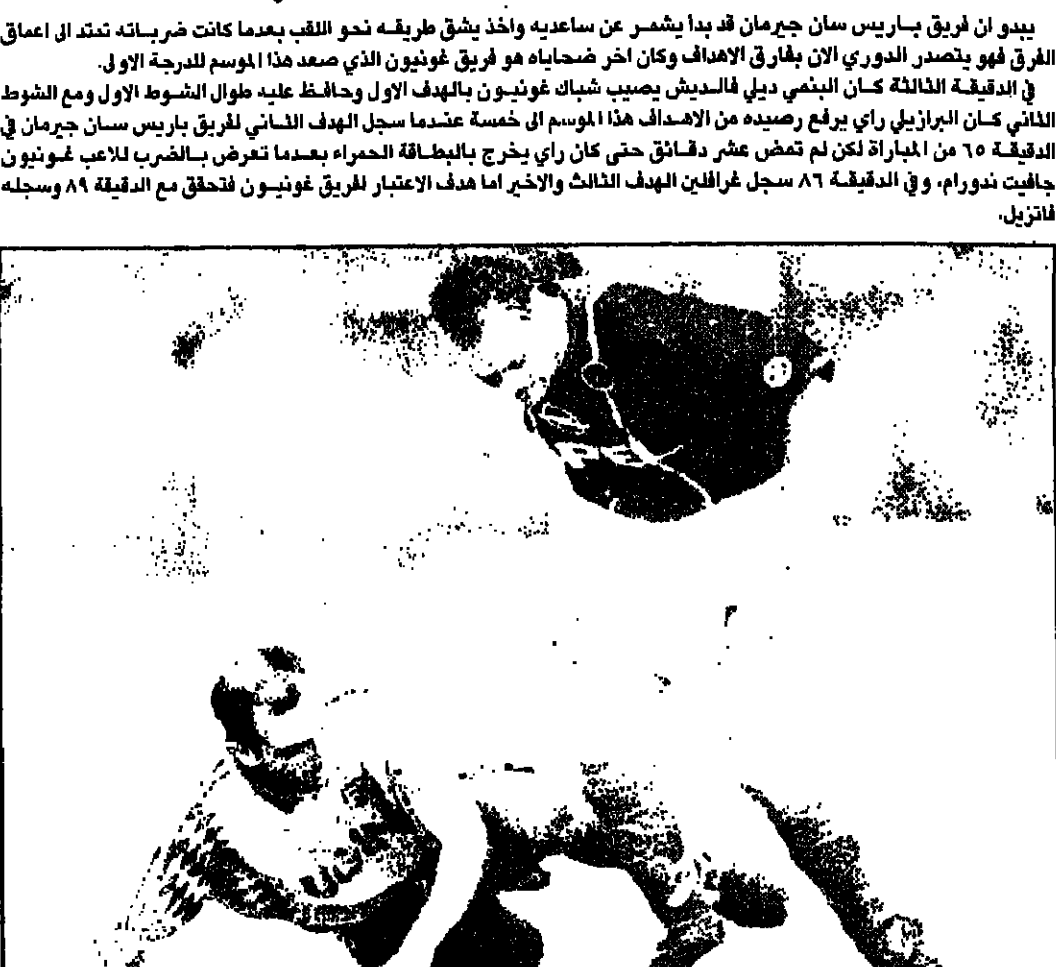 يبدو ان فريق باريس سان جيرمان قد بدأ يشمر عن ساعديه واخذ يشق طريقه نحو اللقب بعدما كانت ضرباته تمتد الى اعماق
الفرق فهو يتصدر الدوري الان بفارق الاهداف وكان اخر ضحاياه هو فريق غونيون الذي صعد هذا الموسم للدرجة الاولى.
في الدقيقة الثالثة كان البنمي ديلي فالديش يصيب شباك غونيون بالهدف الاول وحافظ عليه طوال الشوط الاول ومع الشوط
الثاني كان البرازيلي راي يرفع رصيده من الاهداف هذا الموسم الى خمسة عندما سجل الهدف الثاني لفريق باريس سان جيرمان في
الدقيقة ٦٥ من المباراة لكن لم تمض عشر دقائق حتى كان راي يخرج بالبطاقة الحمراء بعدما تعرض بالضرب للاعب غونيون
جافيت ندورام، وفي الدقيقة ٨٦ سجل غرافلين الهدف الثالث والاخير اما هدف الاعتبار لفريق غونيون فتحقق مع الدقيقة ٨٩ وسجله
فاتزيل.